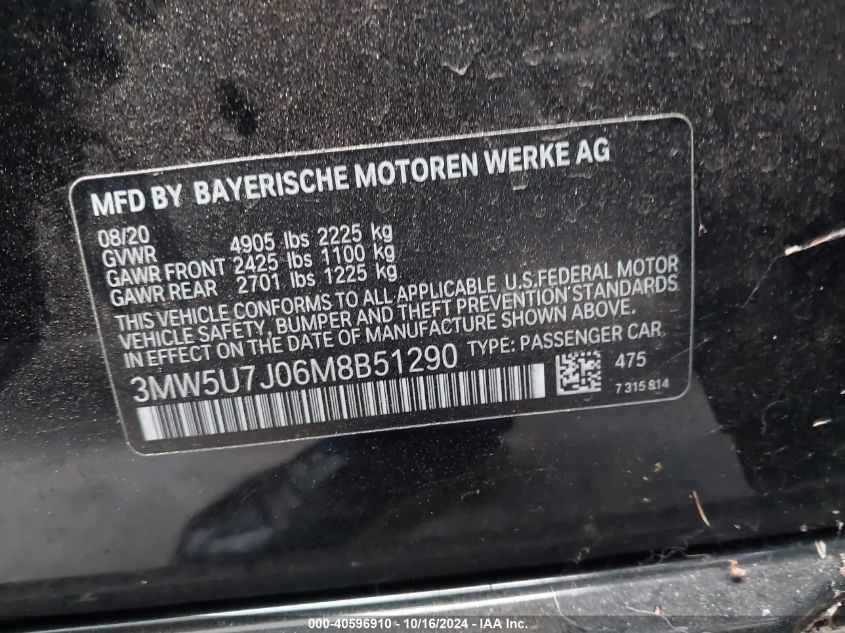 MFD BY BAYERISCHE MOTOREN WERKE AG
08/20
GVWR 4905 lbs 2225 kg
GAWR FRONT 2425 lbs 1100 kg
GAWR REAR 2701 lbs 1225 kg
THIS VEHICLE CONFORMS TO ALL APPLICABLE U.S.FEDERAL MOTOR
VEHICLE SAFETY, BUMPER AND THEFT PREVENTION STANDARDS
IN EFFECT ON THE DATE OF MANUFACTURE SHOWN ABOVE.
3MW5U7J06M8B51290 TYPE: PASSENGER CAR
475
7 315 814
000-40596910 - 10/16/2024 - IAA Inc.